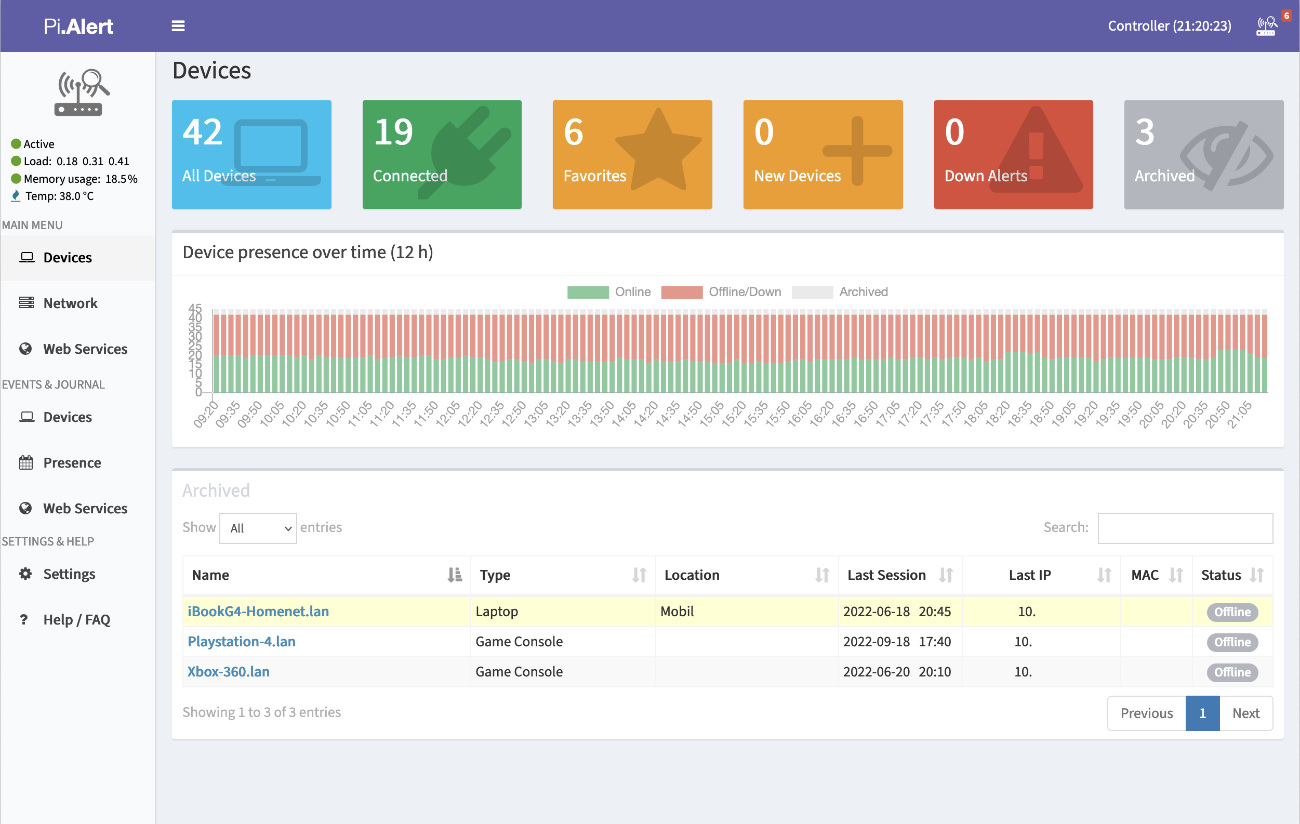 Pi.Alert
Controller (21:20:23)
6
Active
Load: 0.18 0.31 0.41
Memory usage: 18.5%
Temp: 38.0 °C
MAIN MENU
Devices
Network
Web Services
EVENTS & JOURNAL
Devices
Presence
Web Services
SETTINGS & HELP
Settings
Help / FAQ
Devices
42
All Devices
19
Connected
6
Favorites
0
New Devices
0
Down Alerts
3
Archived
Device presence over time (12 h)
Online Offline/Down Archived
45
40
35
30
25
20
15
10
5
0
09:20 09:35 09:50 10:05 10:20 10:35 10:50 11:05 11:20 11:35 11:50 12:05 12:20 12:35 12:50 13:05 13:20 13:35 13:50 14:05 14:20 14:35 14:50 15:05 15:20 15:35 15:50 16:05 16:20 16:35 16:50 17:05 17:20 17:35 17:50 18:05 18:20 18:35 18:50 19:05 19:20 19:35 19:50 20:05 20:20 20:35 20:50 21:05
Archived
Show All entries
Search:
Name Type Location Last Session Last IP MAC Status
iBookG4-Homenet.lan Laptop Mobil 2022-06-18 20:45 10. Offline
Playstation-4.lan Game Console 2022-09-18 17:40 10. Offline
Xbox-360.lan Game Console 2022-06-20 20:10 10. Offline
Showing 1 to 3 of 3 entries
Previous 1 Next